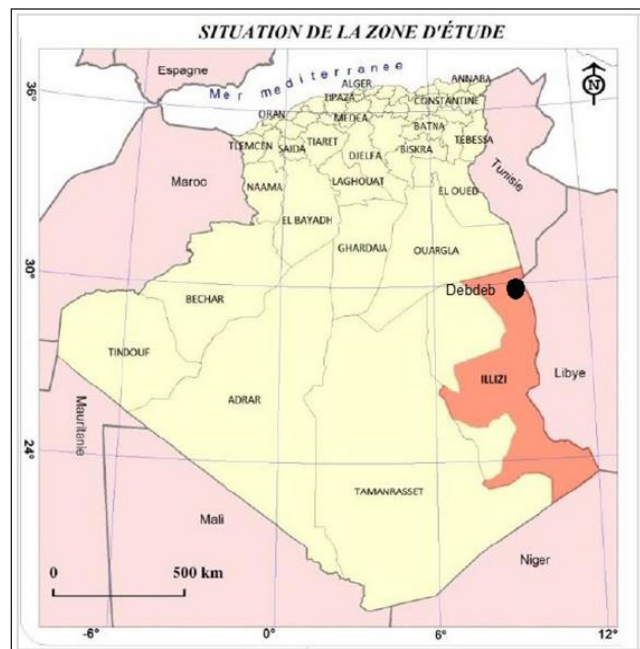 SITUATION DE LA ZONE D'ÉTUDE
Espagne
Mer mediterranee
36°
ALGER
ANNABA
N
TIPAZA
CONSTANTINE
ORAN
MEDEA
TLEMCEN
SAIDA
TIARET
BATNA
TEBESSA
DJELFA
BISKRA
Maroc
NAAMA
LAGHOUAT
EL OUED
Tunisie
EL BAYADH
GHARDAIA
OUARGLA
30°
Debdeb
BECHAR
TINDOUF
ILLIZI
Libye
ADRAR
Mauritanie
24°
TAMANRASSET
Mali
Niger
0 500 km
-6° 0° 6° 12°